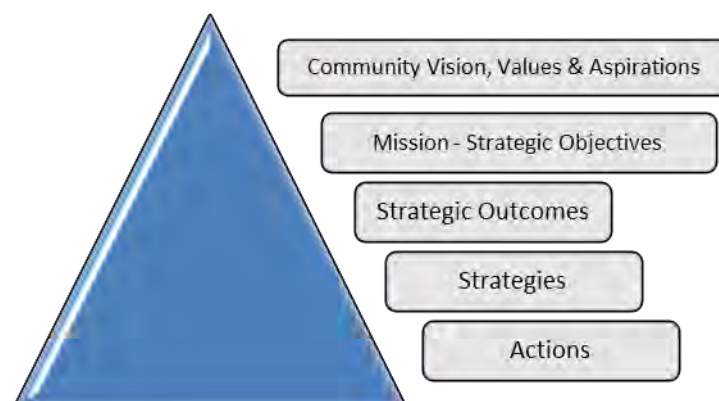 Community Vision, Values & Aspirations
Mission - Strategic Objectives
Strategic Outcomes
Strategies
Actions